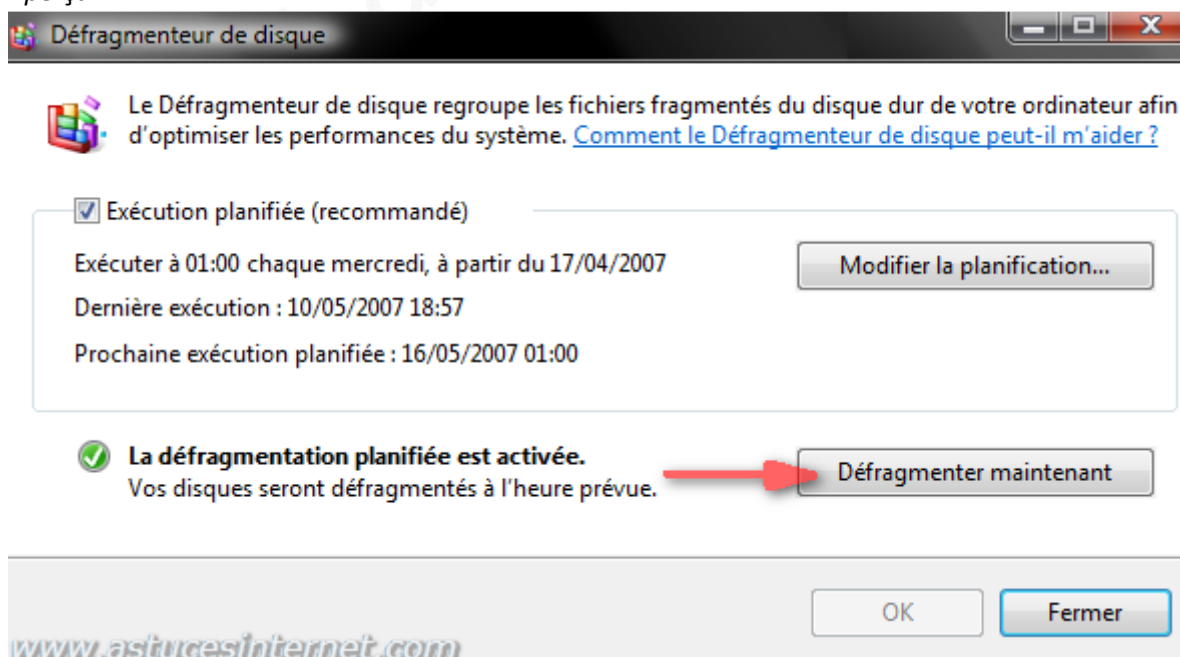 Défragmenteur de disque
X
Le Défragmenteur de disque regroupe les fichiers fragmentés du disque dur de votre ordinateur afin
d'optimiser les performances du système. Comment le Défragmenteur de disque peut-il m'aider ?
Exécution planifiée (recommandé)
Exécuter à 01:00 chaque mercredi, à partir du 17/04/2007
Modifier la planification...
Dernière exécution : 10/05/2007 18:57
Prochaine exécution planifiée : 16/05/2007 01:00
La défragmentation planifiée est activée.
Vos disques seront défragmentés à l'heure prévue.
Défragmenter maintenant
OK
Fermer
www.astucesinternet.com